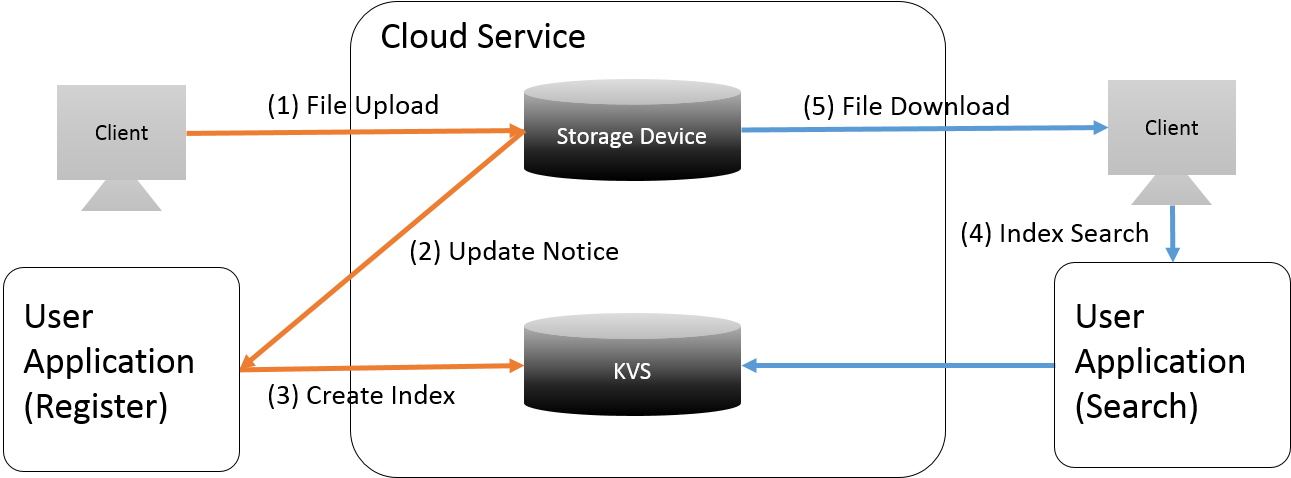 Cloud Service
(1) File Upload
(5) File Download
Client
Storage Device
Client
(2) Update Notice
(4) Index Search
User
Application
(Register)
KVS
User
Application
(Search)
(3) Create Index